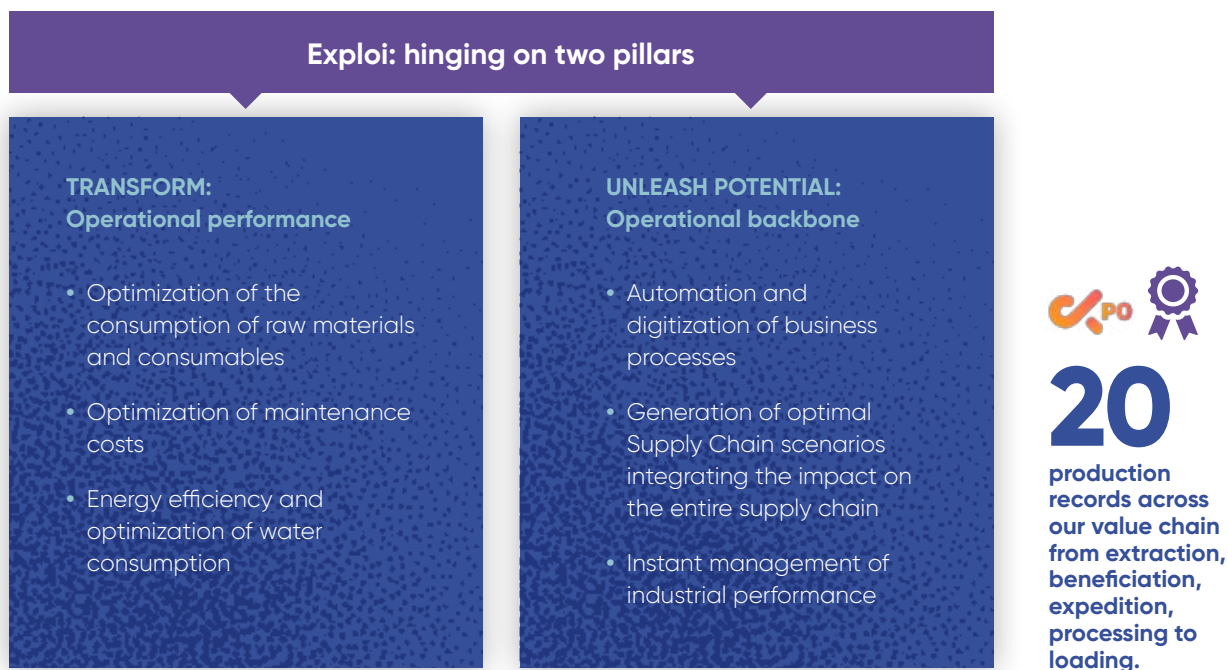 Exploi: hinging on two pillars
TRANSFORM:
Operational performance
• Optimization of the
consumption of raw materials
and consumables
• Optimization of maintenance
costs
• Energy efficiency and
optimization of water
consumption
UNLEASH POTENTIAL:
Operational backbone
• Automation and
digitization of business
processes
• Generation of optimal
Supply Chain scenarios
integrating the impact on
the entire supply chain
• Instant management of
industrial performance
PO
20
production
records across
our value chain
from extraction,
beneficiation,
expedition,
processing to
loading.